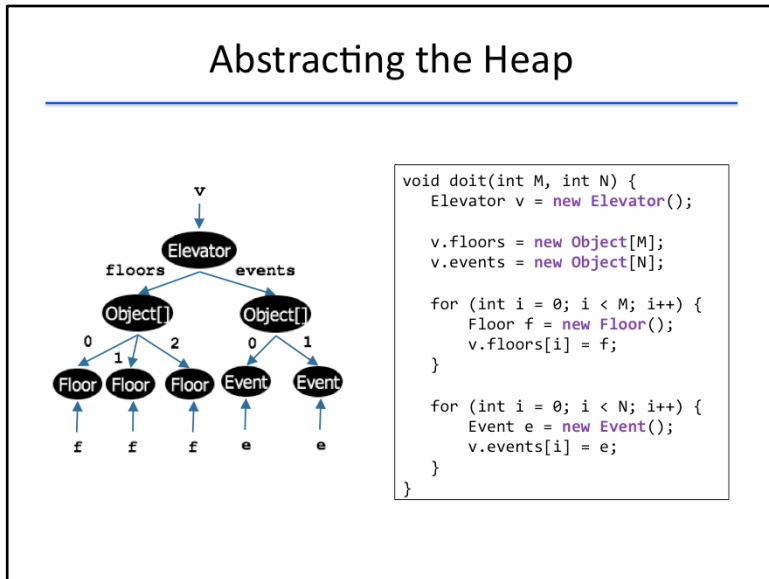 Abstracting the Heap
v
Elevator
floors events
Object[] Object[]
0 1 2 0 1
Floor Floor Floor Event Event
f f f e e
void doit(int M, int N) {
Elevator v = new Elevator();
v.floors = new Object[M];
v.events = new Object[N];
for (int i = 0; i < M; i++) {
Floor f = new Floor();
v.floors[i] = f;
}
for (int i = 0; i < N; i++) {
Event e = new Event();
v.events[i] = e;
}
}